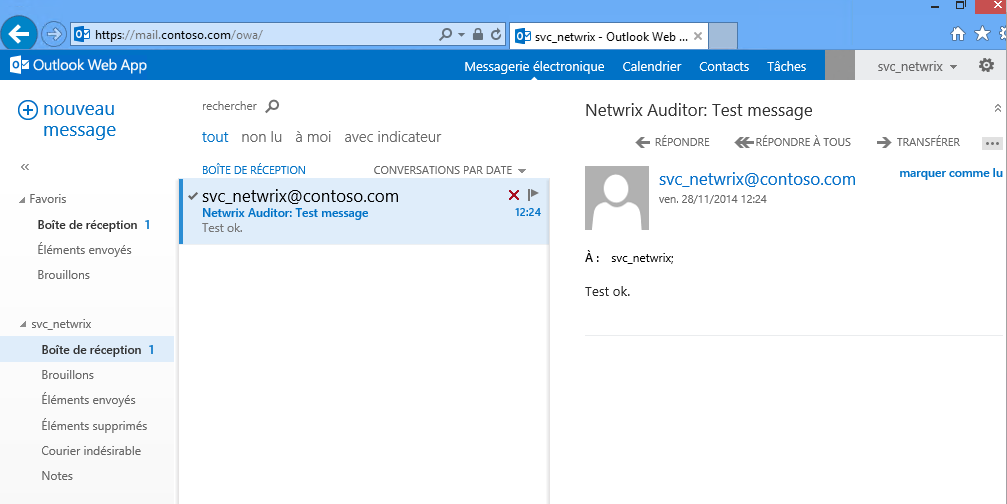 https://mail.contoso.com/owa/
svc_netwrix - Outlook Web ...
Outlook Web App
Messagerie électronique Calendrier Contacts Tâches
svc_netwrix
nouveau
message
«
Favoris
Boîte de réception 1
Éléments envoyés
Brouillons
svc_netwrix
Boîte de réception 1
Brouillons
Éléments envoyés
Éléments supprimés
Courier indésirable
Notes
rechercher
tout non lu à moi avec indicateur
BOÎTE DE RÉCEPTION CONVERSATIONS PAR DATE
svc_netwrix@contoso.com
Netwrix Auditor: Test message 12:24
Test ok.
Netwrix Auditor: Test message
RÉPONDRE RÉPONDRE À TOUS TRANSFÉRER ...
svc_netwrix@contoso.com
marquer comme lu
ven. 28/11/2014 12:24
À : svc_netwrix;
Test ok.